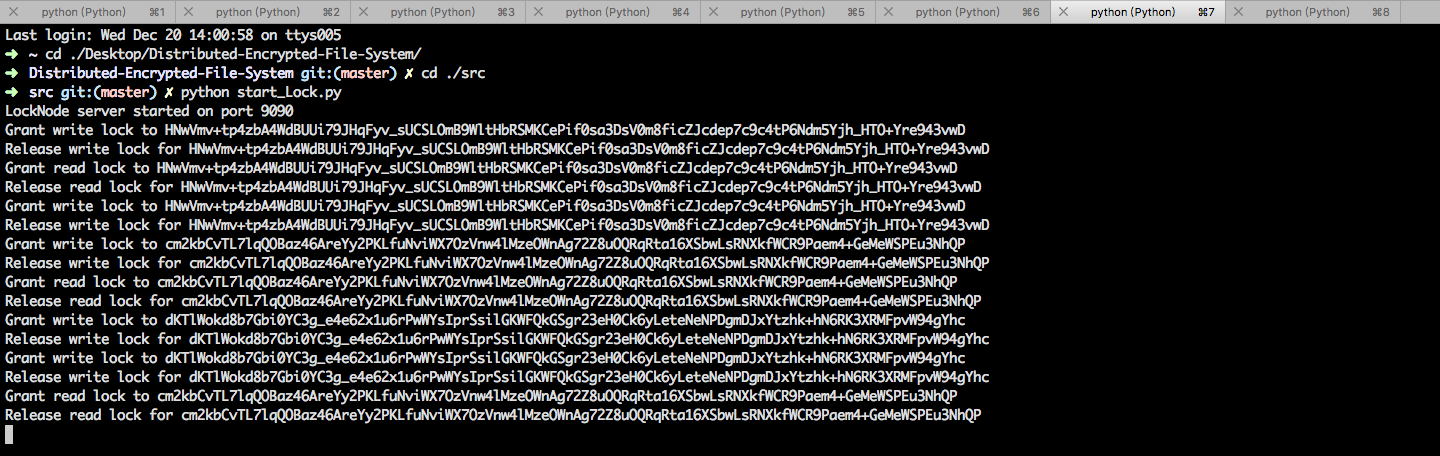 python (Python) ⌘1 python (Python) ⌘2 python (Python) ⌘3 python (Python) ⌘4 python (Python) ⌘5 python (Python) ⌘6 python (Python) ⌘7 python (Python) ⌘8
Last login: Wed Dec 20 14:00:58 on ttys005
➜ ~ cd ./Desktop/Distributed-Encrypted-File-System/
➜ Distributed-Encrypted-File-System git:(master) ✗ cd ./src
➜ src git:(master) ✗ python start_Lock.py
LockNode server started on port 9090
Grant write lock to HNwVmv+tp4zbA4WdBUUi79JHqFyv_sUCSLOmB9WltHbRSMKCePif0sa3DsV0m8ficZJcdep7c9c4tP6Ndm5Yjh_HTO+Yre943vwD
Release write lock for HNwVmv+tp4zbA4WdBUUi79JHqFyv_sUCSLOmB9WltHbRSMKCePif0sa3DsV0m8ficZJcdep7c9c4tP6Ndm5Yjh_HTO+Yre943vwD
Grant read lock to HNwVmv+tp4zbA4WdBUUi79JHqFyv_sUCSLOmB9WltHbRSMKCePif0sa3DsV0m8ficZJcdep7c9c4tP6Ndm5Yjh_HTO+Yre943vwD
Release read lock for HNwVmv+tp4zbA4WdBUUi79JHqFyv_sUCSLOmB9WltHbRSMKCePif0sa3DsV0m8ficZJcdep7c9c4tP6Ndm5Yjh_HTO+Yre943vwD
Grant write lock to HNwVmv+tp4zbA4WdBUUi79JHqFyv_sUCSLOmB9WltHbRSMKCePif0sa3DsV0m8ficZJcdep7c9c4tP6Ndm5Yjh_HTO+Yre943vwD
Release write lock for HNwVmv+tp4zbA4WdBUUi79JHqFyv_sUCSLOmB9WltHbRSMKCePif0sa3DsV0m8ficZJcdep7c9c4tP6Ndm5Yjh_HTO+Yre943vwD
Grant write lock to cm2kbCvTL7lqQOBaz46AreYy2PKLfuNviWX7OzVnw4lMzeOWnAg72Z8uOQRqRta16XSbwLsRNXkfWCR9Paem4+GeMeWSPEu3NhQP
Release write lock for cm2kbCvTL7lqQOBaz46AreYy2PKLfuNviWX7OzVnw4lMzeOWnAg72Z8uOQRqRta16XSbwLsRNXkfWCR9Paem4+GeMeWSPEu3NhQP
Grant read lock to cm2kbCvTL7lqQOBaz46AreYy2PKLfuNviWX7OzVnw4lMzeOWnAg72Z8uOQRqRta16XSbwLsRNXkfWCR9Paem4+GeMeWSPEu3NhQP
Release read lock for cm2kbCvTL7lqQOBaz46AreYy2PKLfuNviWX7OzVnw4lMzeOWnAg72Z8uOQRqRta16XSbwLsRNXkfWCR9Paem4+GeMeWSPEu3NhQP
Grant write lock to dKTlWokd8b7Gbi0YC3g_e4e62x1u6rPwWYsIprSsilGKWFQkGSgr23eH0Ck6yLeteNeNPDgmDJxYtzhk+hN6RK3XRMFpvW94gYhc
Release write lock for dKTlWokd8b7Gbi0YC3g_e4e62x1u6rPwWYsIprSsilGKWFQkGSgr23eH0Ck6yLeteNeNPDgmDJxYtzhk+hN6RK3XRMFpvW94gYhc
Grant write lock to dKTlWokd8b7Gbi0YC3g_e4e62x1u6rPwWYsIprSsilGKWFQkGSgr23eH0Ck6yLeteNeNPDgmDJxYtzhk+hN6RK3XRMFpvW94gYhc
Release write lock for dKTlWokd8b7Gbi0YC3g_e4e62x1u6rPwWYsIprSsilGKWFQkGSgr23eH0Ck6yLeteNeNPDgmDJxYtzhk+hN6RK3XRMFpvW94gYhc
Grant read lock to cm2kbCvTL7lqQOBaz46AreYy2PKLfuNviWX7OzVnw4lMzeOWnAg72Z8uOQRqRta16XSbwLsRNXkfWCR9Paem4+GeMeWSPEu3NhQP
Release read lock for cm2kbCvTL7lqQOBaz46AreYy2PKLfuNviWX7OzVnw4lMzeOWnAg72Z8uOQRqRta16XSbwLsRNXkfWCR9Paem4+GeMeWSPEu3NhQP